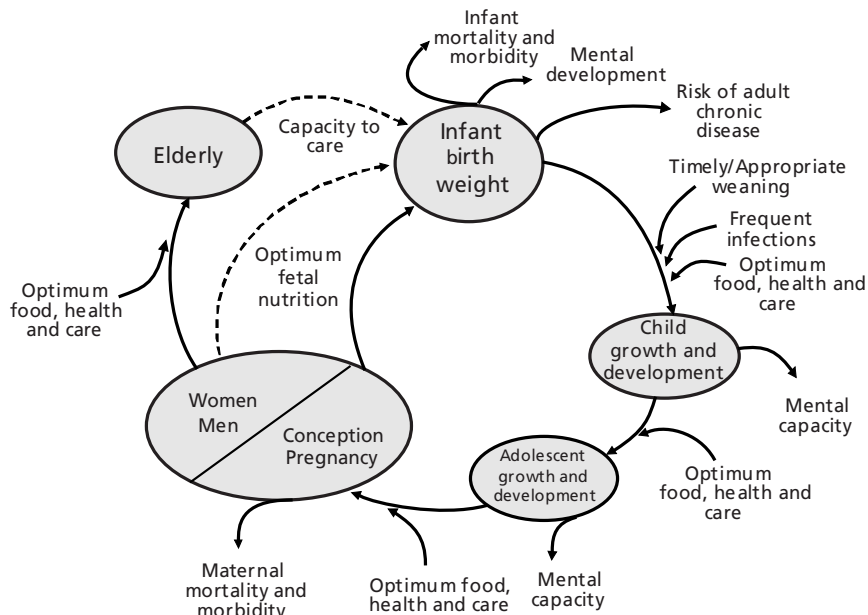 Infant
mortality and
morbidity
Mental
development
Risk of adult
chronic
disease
Elderly
Capacity to
care
Infant
birth
weight
Timely/Appropriate
weaning
Frequent
infections
Optimum
food, health and
care
Optimum
fetal
nutrition
Optimum
food, health
and care
Child
growth and
development
Women
Men
Conception
Pregnancy
Mental
capacity
Adolescent
growth and
development
Optimum
food, health and
care
Maternal
mortality and
morbidity
Optimum food,
health and care
Mental
capacity